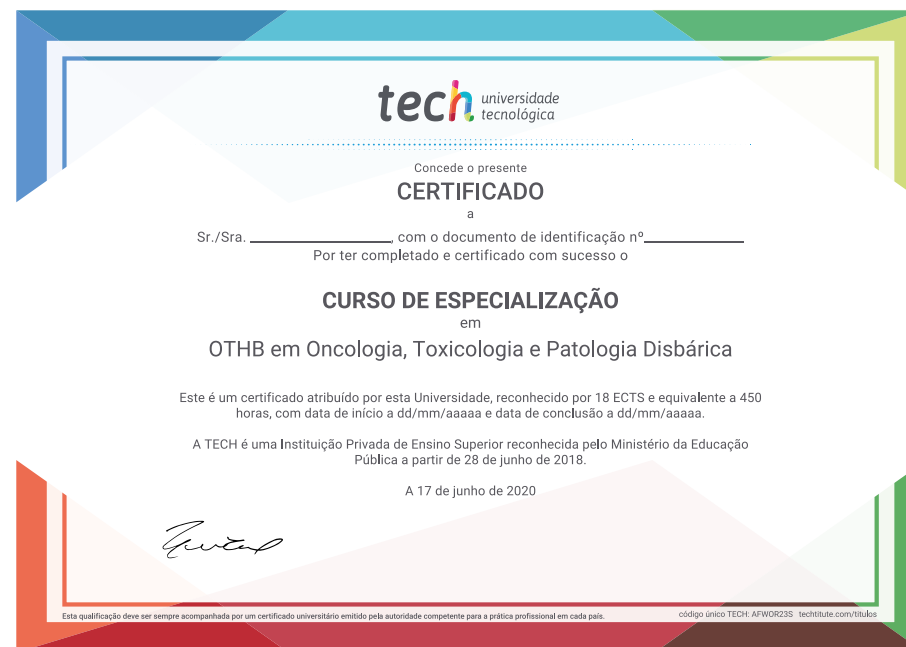 tech universidade
tecnológica
Concede o presente
CERTIFICADO
a
Sr./Sra. ____________________, com o documento de identificação nº______________
Por ter completado e certificado com sucesso o
CURSO DE ESPECIALIZAÇÃO
em
OTHB em Oncologia, Toxicologia e Patologia Disbárica
Este é um certificado atribuído por esta Universidade, reconhecido por 18 ECTS e equivalente a 450
horas, com data de início a dd/mm/aaaaa e data de conclusão a dd/mm/aaaaa.
A TECH é uma Instituição Privada de Ensino Superior reconhecida pelo Ministério da Educação
Pública a partir de 28 de junho de 2018.
A 17 de junho de 2020
Esta qualificação deve ser sempre acompanhada por um certificado universitário emitido pela autoridade competente para a prática profissional em cada país.
código único TECH: AFWOR23S techtitute.com/títulos